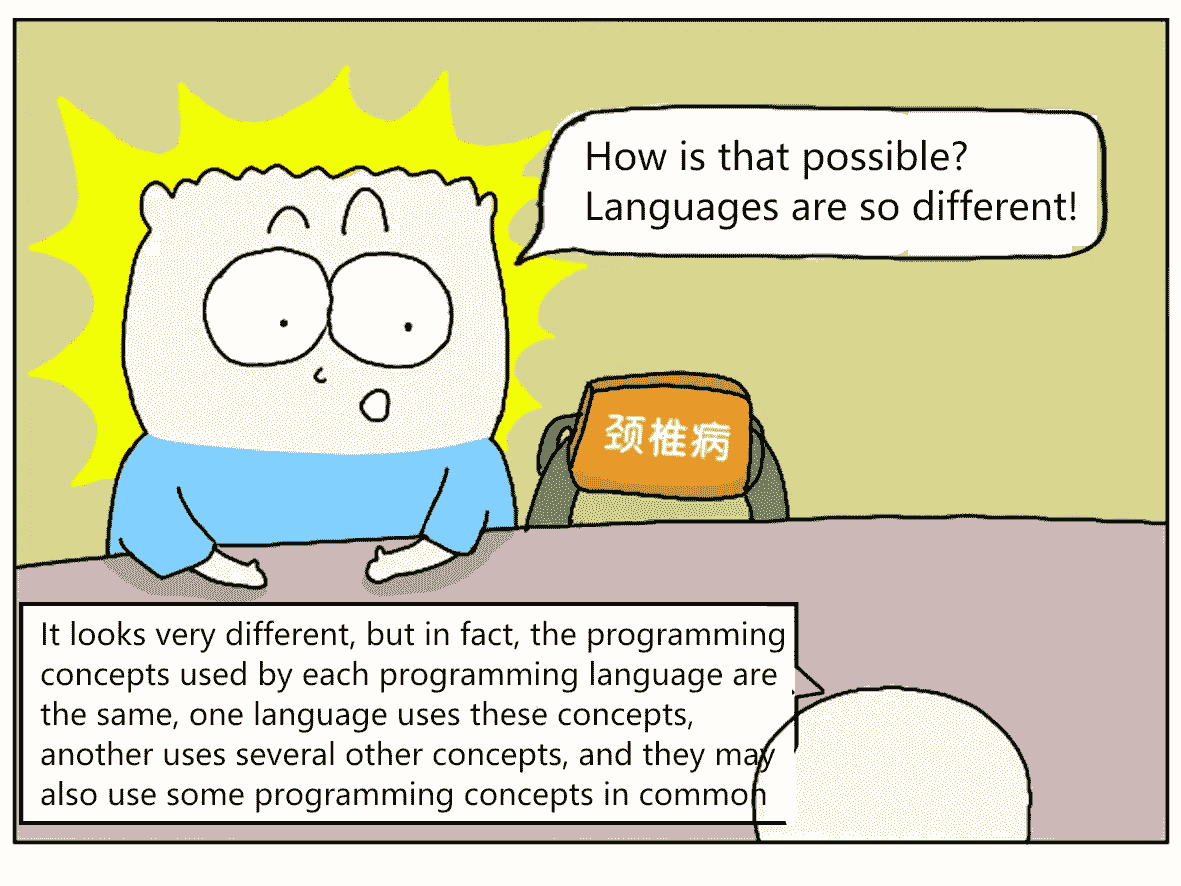 How is that possible?
Languages are so different!
颈椎病
It looks very different, but in fact, the programming
concepts used by each programming language are
the same, one language uses these concepts,
another uses several other concepts, and they may
also use some programming concepts in common